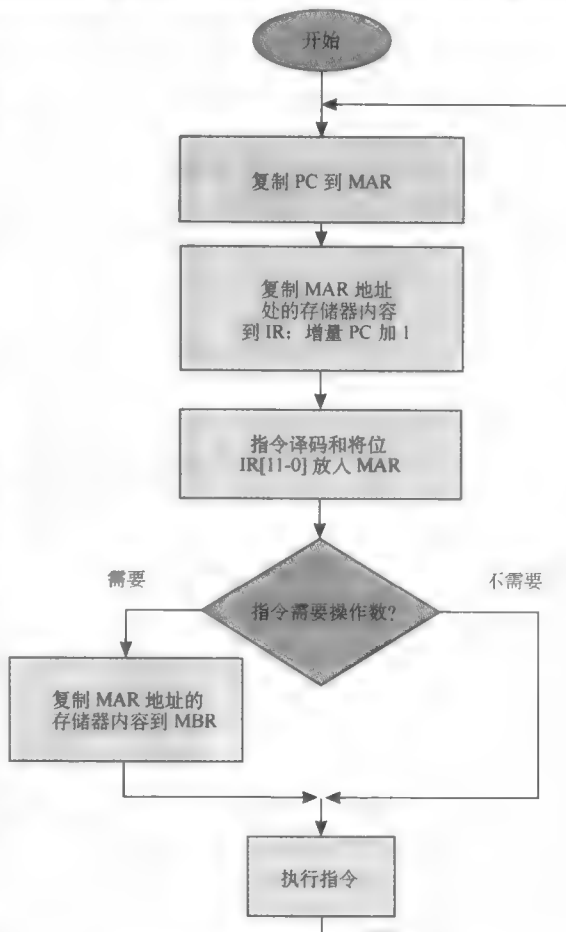 开始
复制 PC 到 MAR
复制 MAR 地址
处的存储器内容
到 IR：增量 PC 加 1
指令译码和将位
IR[11-0] 放入 MAR
需要
不需要
指令需要操作数?
复制 MAR 地址的
存储器内容到 MBR
执行指令